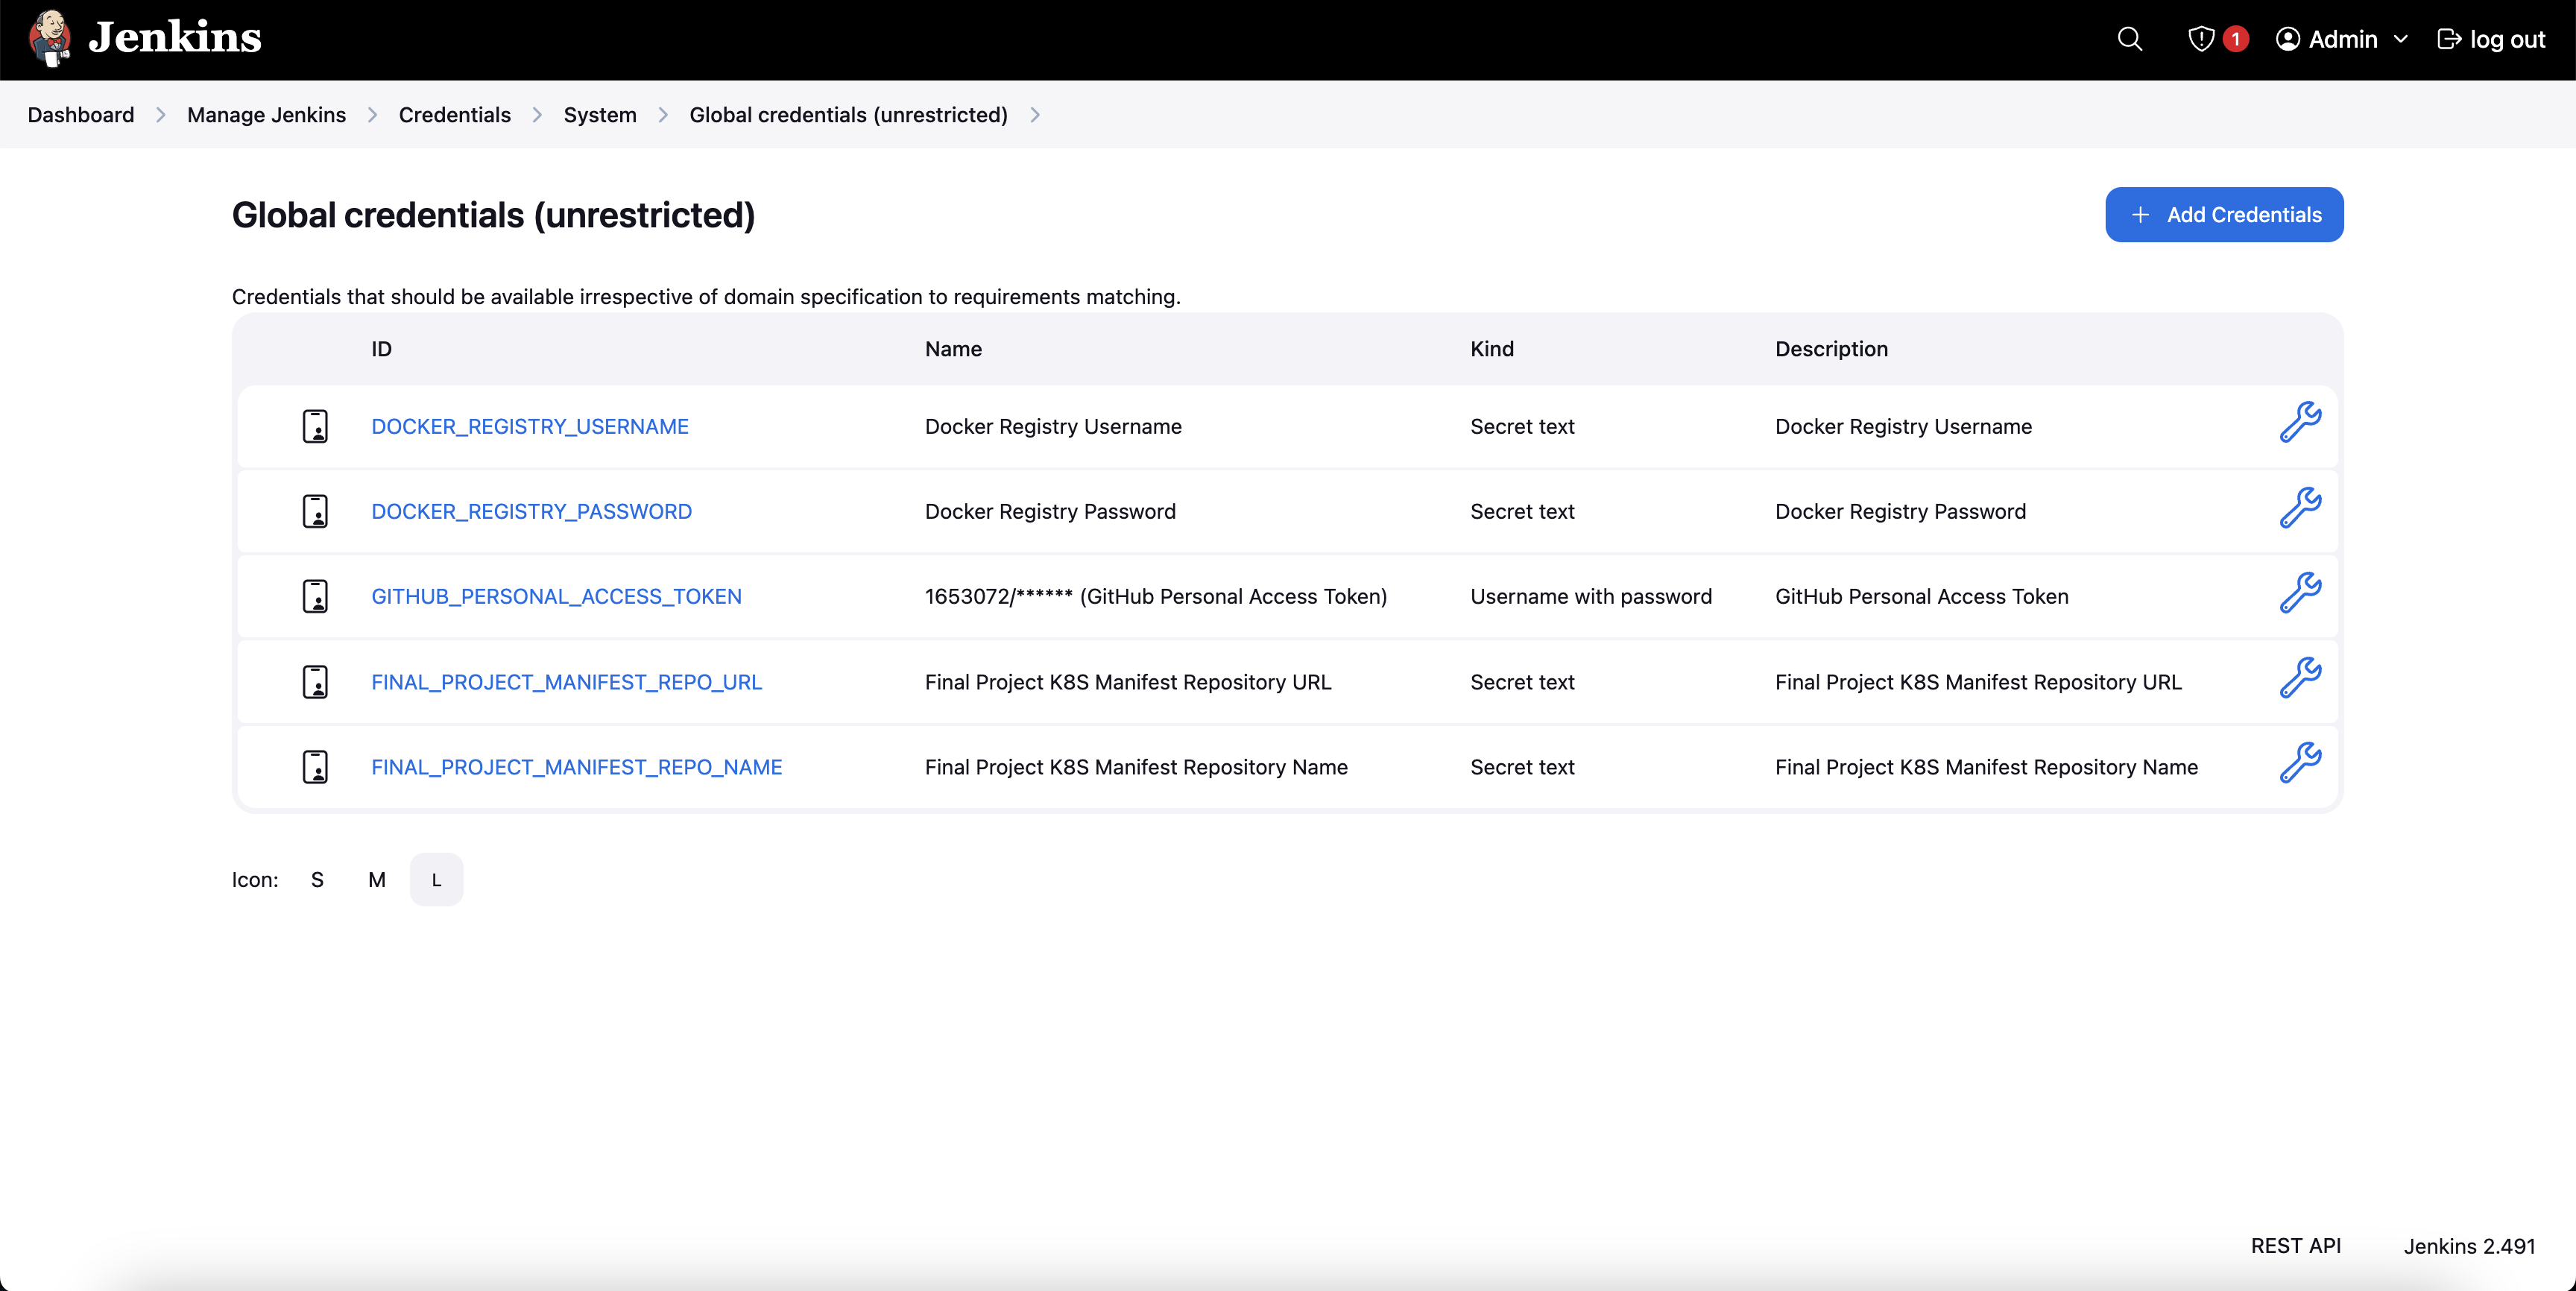 Jenkins
1
Admin
log out
Dashboard
Manage Jenkins
Credentials
System
Global credentials (unrestricted)
Global credentials (unrestricted)
Add Credentials
Credentials that should be available irrespective of domain specification to requirements matching.
ID Name Kind Description
DOCKER_REGISTRY_USERNAME Docker Registry Username Secret text Docker Registry Username
DOCKER_REGISTRY_PASSWORD Docker Registry Password Secret text Docker Registry Password
GITHUB_PERSONAL_ACCESS_TOKEN 1653072/****** (GitHub Personal Access Token) Username with password GitHub Personal Access Token
FINAL_PROJECT_MANIFEST_REPO_URL Final Project K8S Manifest Repository URL Secret text Final Project K8S Manifest Repository URL
FINAL_PROJECT_MANIFEST_REPO_NAME Final Project K8S Manifest Repository Name Secret text Final Project K8S Manifest Repository Name
Icon: S M L
REST API Jenkins 2.491